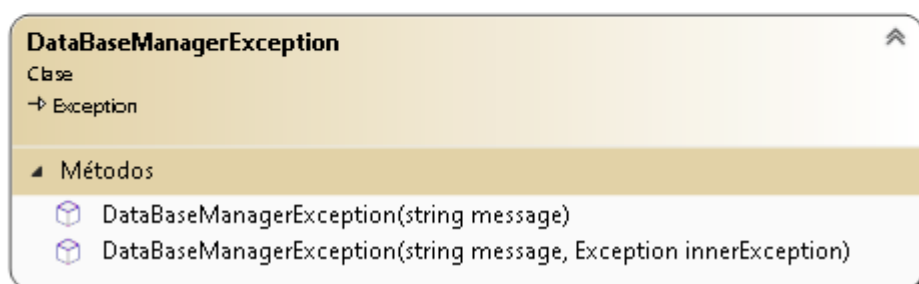 DataBaseManagerException
Clase
Exception
Métodos
DataBaseManagerException(string message)
DataBaseManagerException(string message, Exception innerException)